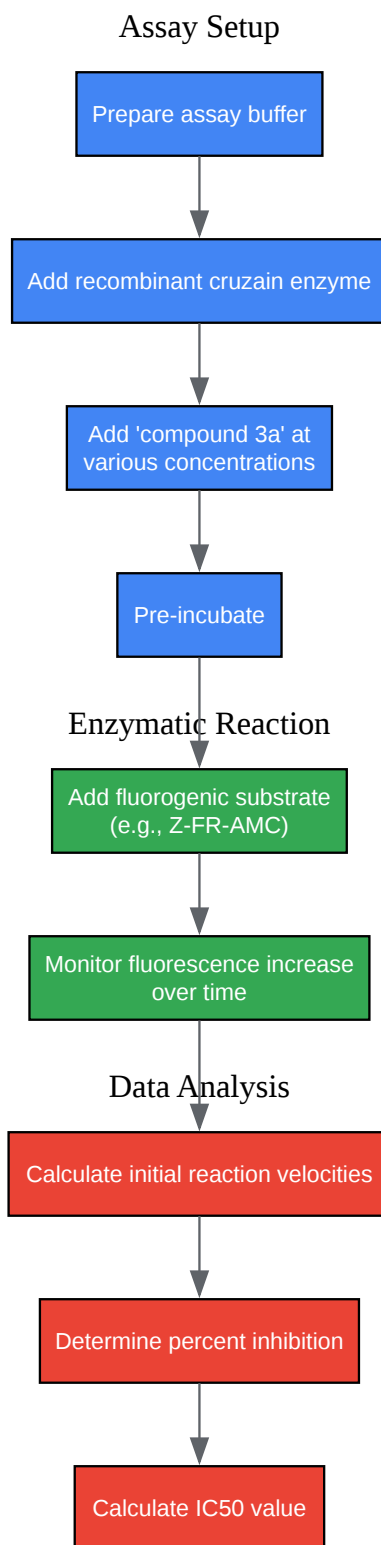 Assay Setup
Prepare assay buffer
Add recombinant cruzain enzyme
Add 'compound 3a' at
various concentrations
Pre-incubate
Enzymatic Reaction
Add fluorogenic substrate
(e.g., Z-FR-AMC)
Monitor fluorescence increase
over time
Data Analysis
Calculate initial reaction velocities
Determine percent inhibition
Calculate IC50 value